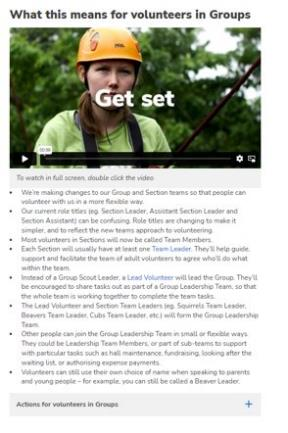 What this means for volunteers in Groups
Get set
00:00
To watch in full screen, double click the video
• We're making changes to our Group and Section teams so that people can
volunteer with us in a more flexible way.
• Our current role titles (eg. Section Leader, Assistant Section Leader and
Section Assistant) can be confusing. Role titles are changing to make it
simpler, and to reflect the new teams approach to volunteering.
• Most volunteers in Sections will now be called Team Members.
• Each Section will usually have at least one Team Leader. They'll help guide,
support and facilitate the team of adult volunteers to agree who'll do what
within the team.
• Instead of a Group Scout Leader, a Lead Volunteer will lead the Group. They'll
be encouraged to share tasks out as part of a Group Leadership Team, so that
the whole team is working together to complete the team tasks.
• The Lead Volunteer and Section Team Leaders (eg. Squirrels Team Leader,
Beavers Team Leader, Cubs Team Leader, etc.) will form the Group Leadership
Team.
• Other people can join the Group Leadership Team in small or flexible ways.
They could be Leadership Team Members, or part of sub-teams to support
with particular tasks such as hall maintenance, fundraising, looking after the
waiting list, or authorising expense payments.
• Volunteers can still use their own choice of name when speaking to parents
and young people – for example, you can still be called a Beaver Leader.
Actions for volunteers in Groups +